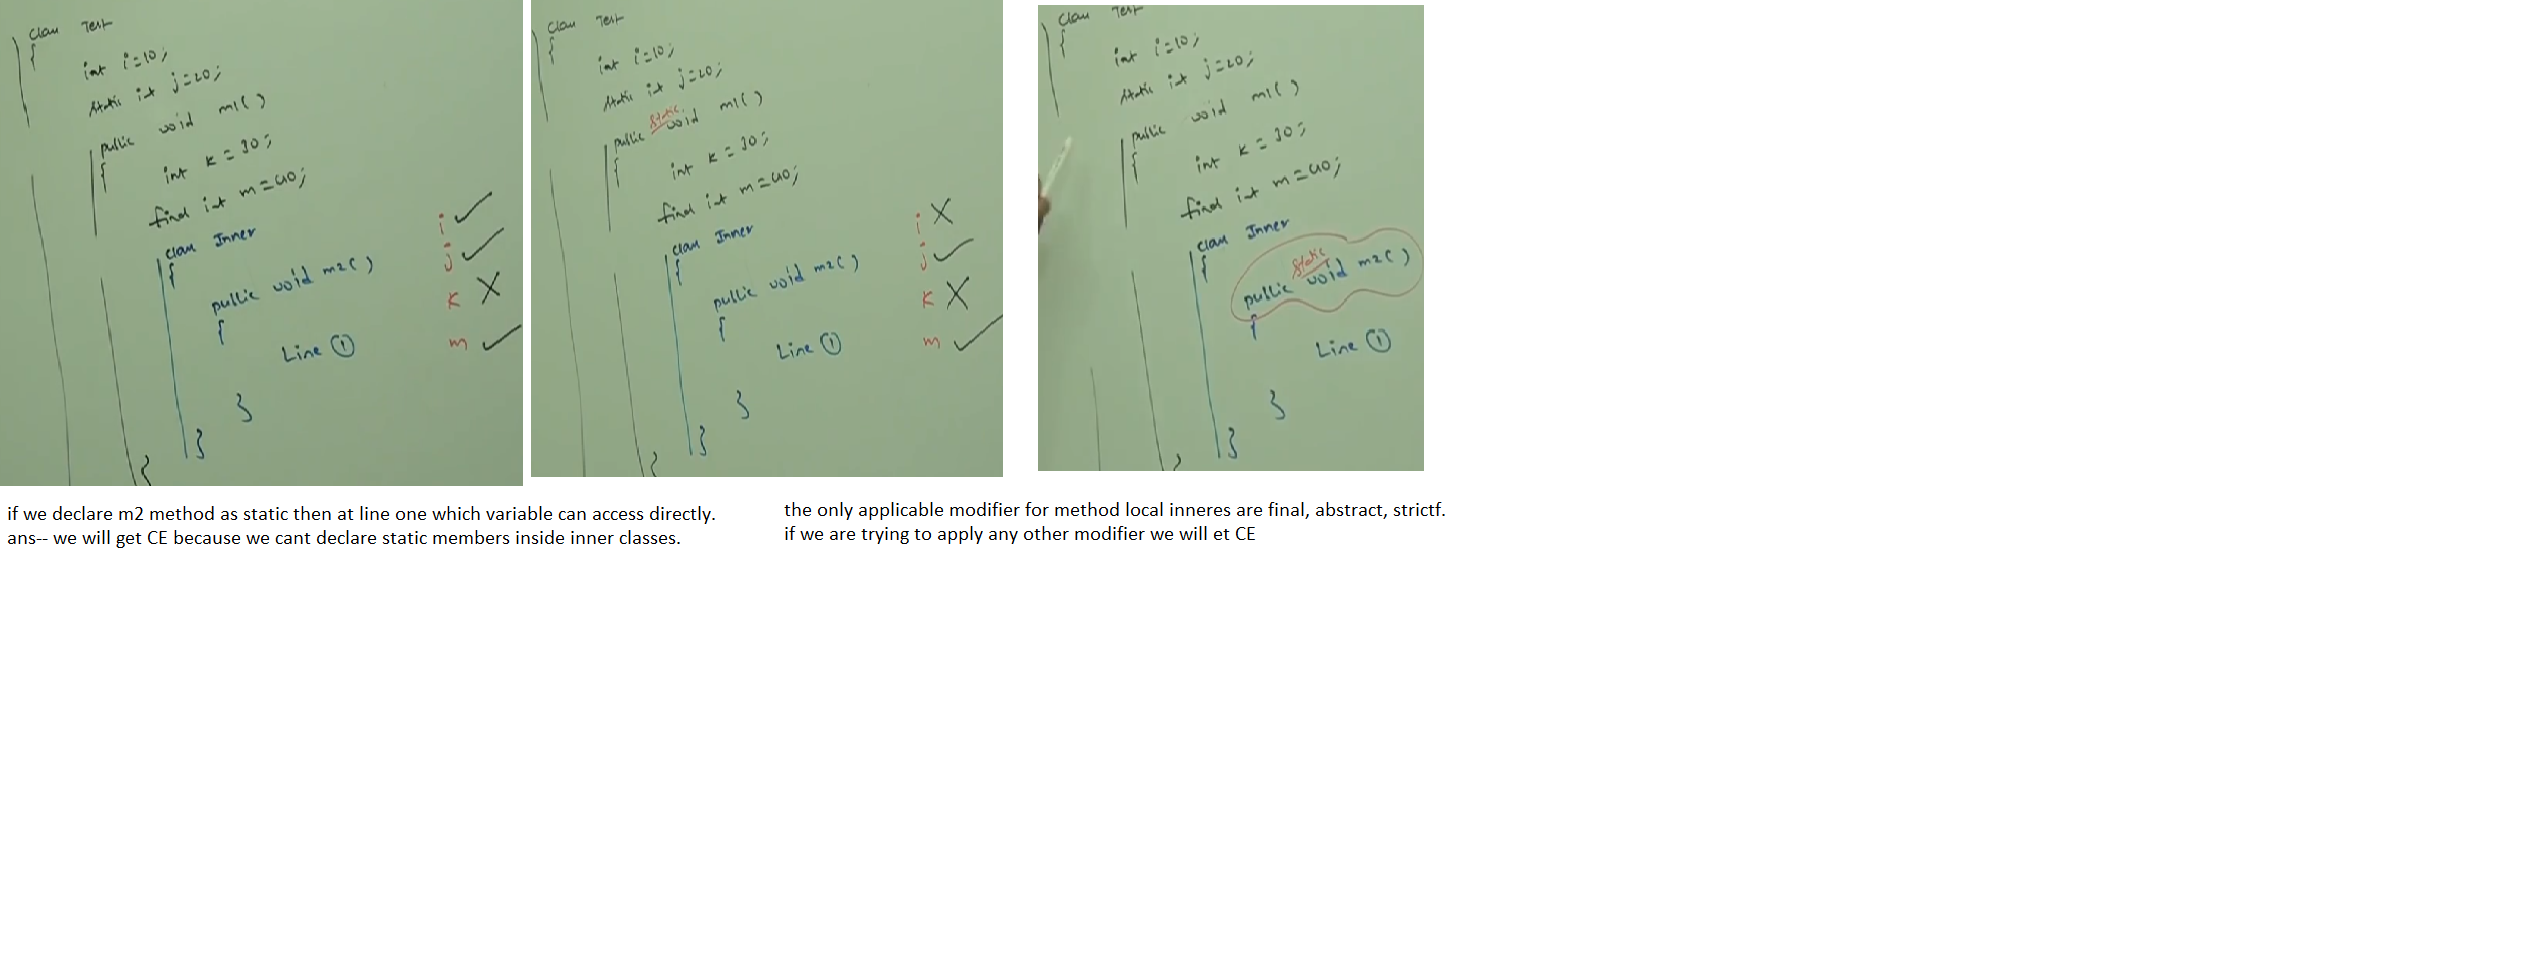 class Test
{
int i=10;
static int j=20;
public void m1()
{
int k=30;
final int m=40;
class Inner
{
public void m2()
{
Line ①
}
}
}
i ✓
j ✓
k X
m ✓
class Test
{
int i=10;
static int j=20;
public static void m1()
{
int k=30;
final int m=40;
class Inner
{
public void m2()
{
Line ①
}
}
}
i X
j ✓
k X
m ✓
class Test
{
int i=10;
static int j=20;
public void m1()
{
int k=30;
final int m=40;
class Inner
{
public static void m2()
{
Line ①
}
}
if we declare m2 method as static then at line one which variable can access directly.
ans-- we will get CE because we cant declare static members inside inner classes.
the only applicable modifier for method local inneres are final, abstract, strictf.
if we are trying to apply any other modifier we will et CE